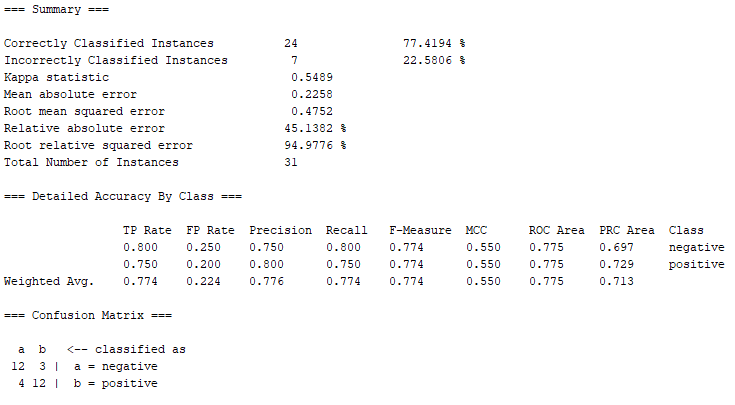 === Summary ===
Correctly Classified Instances 24 77.4194 %
Incorrectly Classified Instances 7 22.5806 %
Kappa statistic 0.5489
Mean absolute error 0.2258
Root mean squared error 0.4752
Relative absolute error 45.1382 %
Root relative squared error 94.9776 %
Total Number of Instances 31
=== Detailed Accuracy By Class ===
TP Rate FP Rate Precision Recall F-Measure MCC ROC Area PRC Area Class
0.800 0.250 0.750 0.800 0.774 0.550 0.775 0.697 negative
0.750 0.200 0.800 0.750 0.774 0.550 0.775 0.729 positive
Weighted Avg. 0.774 0.224 0.776 0.774 0.774 0.550 0.775 0.713
=== Confusion Matrix ===
a b <-- classified as
12 3 | a = negative
4 12 | b = positive